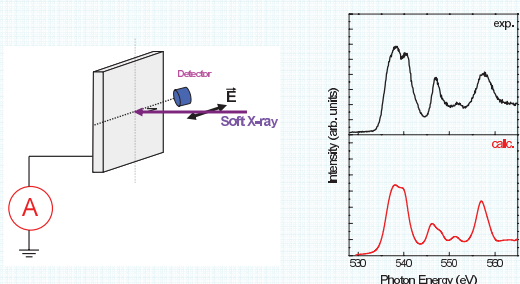 Detector
E
Soft X-ray
A
exp.
calc.
Intensity (arb. units)
530 540 550 560
Photon Energy (eV)